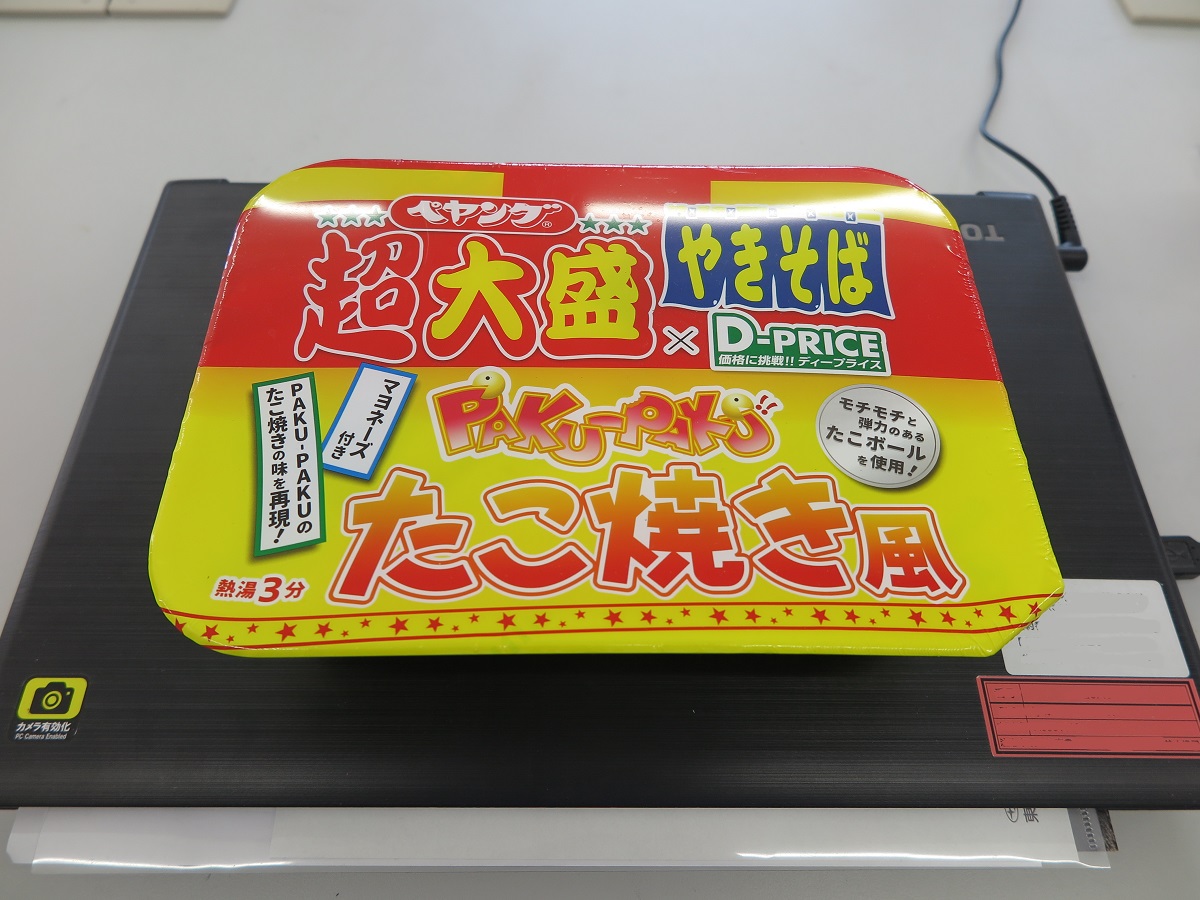 ペヤング®
超大盛
やきそば
×
D-PRICE
価格に挑戦!! ディープライス
PAKU-PAKUの
たこ焼きの味を再現!
マヨネーズ
付き
PAKU-PAKU!!
モチモチと
弾力のある
たこボール
を使用!
たこ焼き風
熱湯3分
TO
カメラ有効化
PC Camera Enabled